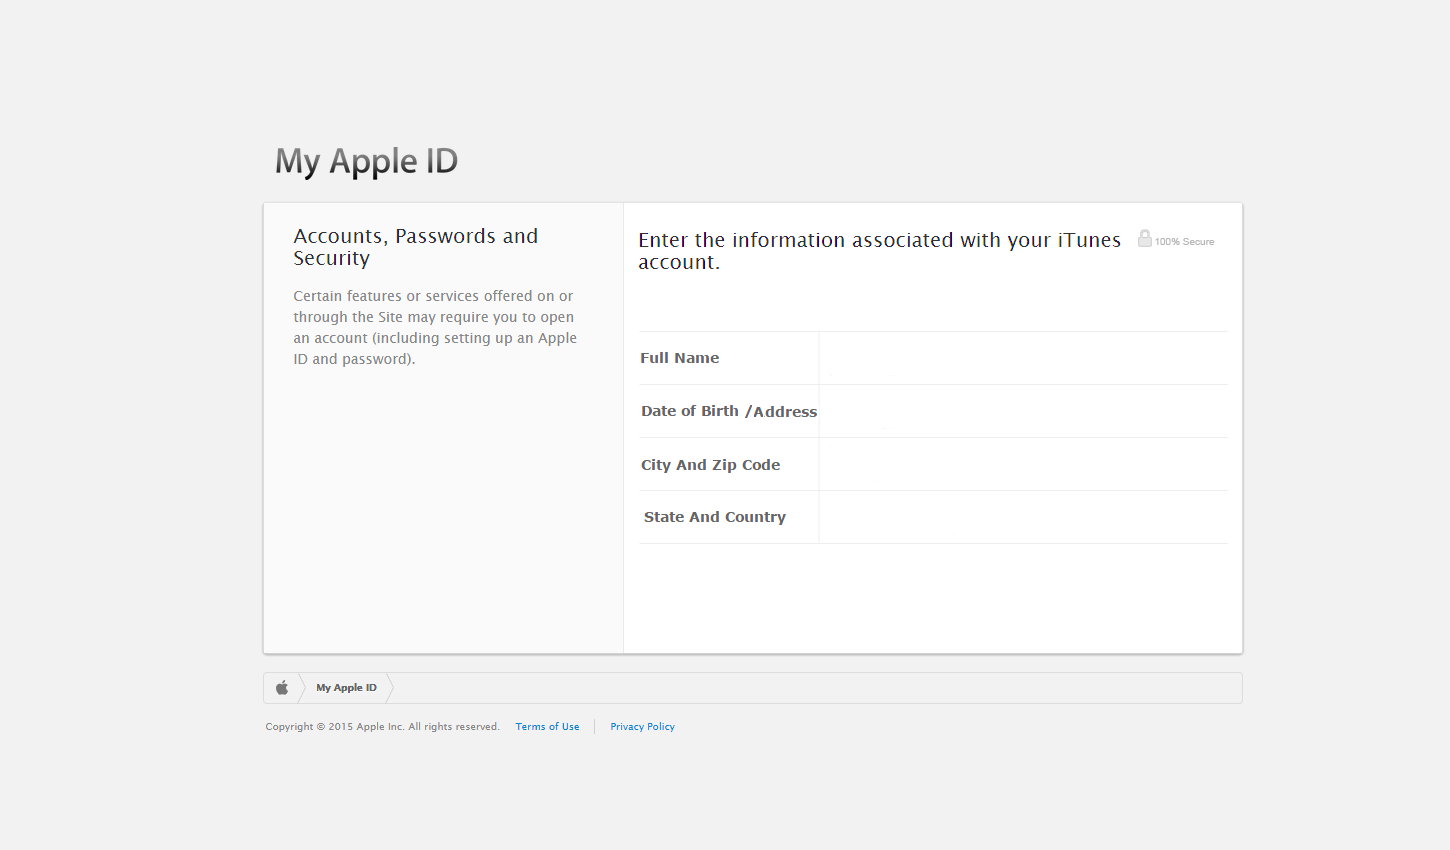 My Apple ID
Accounts, Passwords and
Security
Certain features or services offered on or
through the Site may require you to open
an account (including setting up an Apple
ID and password).
Enter the information associated with your iTunes
account.
100% Secure
Full Name
Date of Birth /Address
City And Zip Code
State And Country
My Apple ID
Copyright © 2015 Apple Inc. All rights reserved. Terms of Use Privacy Policy